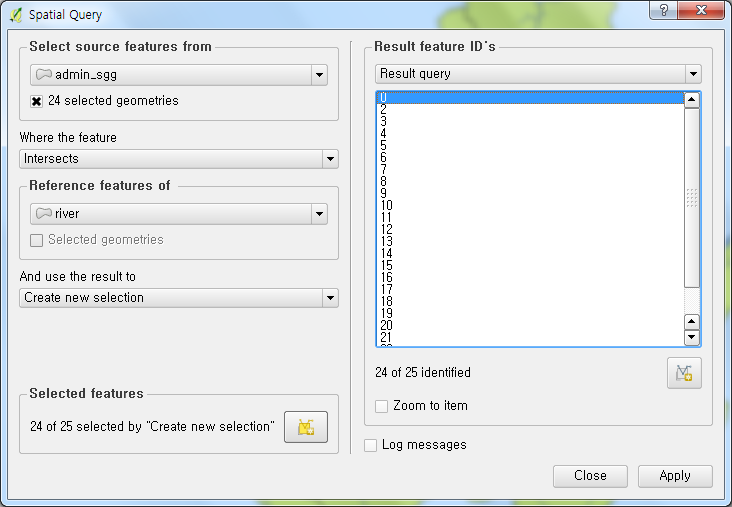 Spatial Query
Select source features from
admin_sgg
24 selected geometries
Where the feature
Intersects
Reference features of
river
Selected geometries
And use the result to
Create new selection
Selected features
24 of 25 selected by "Create new selection"
Result feature ID's
Result query
0
2
3
4
5
6
7
8
9
10
11
12
13
14
15
16
17
18
19
20
21
24 of 25 identified
Zoom to item
Log messages
Close
Apply